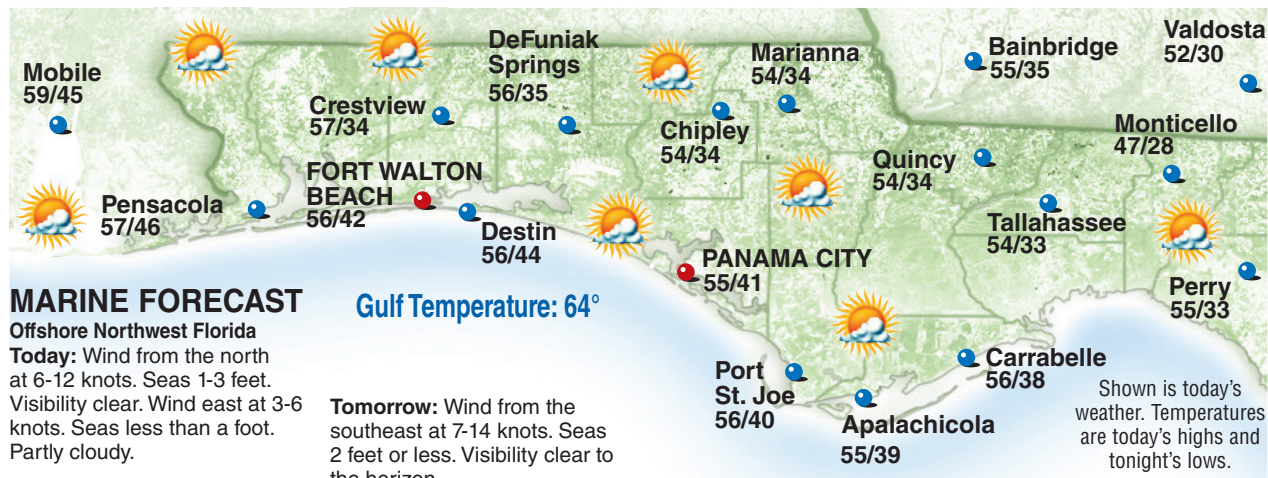 Mobile
59/45
Crestview
57/34
DeFuniak
Springs
56/35
Chipley
54/34
Marianna
54/34
Bainbridge
55/35
Valdosta
52/30
Monticello
47/28
Quincy
54/34
Tallahassee
54/33
Perry
55/33
Pensacola
57/46
FORT WALTON
BEACH
56/42
Destin
56/44
PANAMA CITY
55/41
Port
St. Joe
56/40
Apalachicola
55/39
Carrabelle
56/38
MARINE FORECAST
Offshore Northwest Florida
Today: Wind from the north
at 6-12 knots. Seas 1-3 feet.
Visibility clear. Wind east at 3-6
knots. Seas less than a foot.
Partly cloudy.
Gulf Temperature: 64°
Tomorrow: Wind from the
southeast at 7-14 knots. Seas
2 feet or less. Visibility clear to
the horizon
Shown is today's
weather. Temperatures
are today's highs and
tonight's lows.